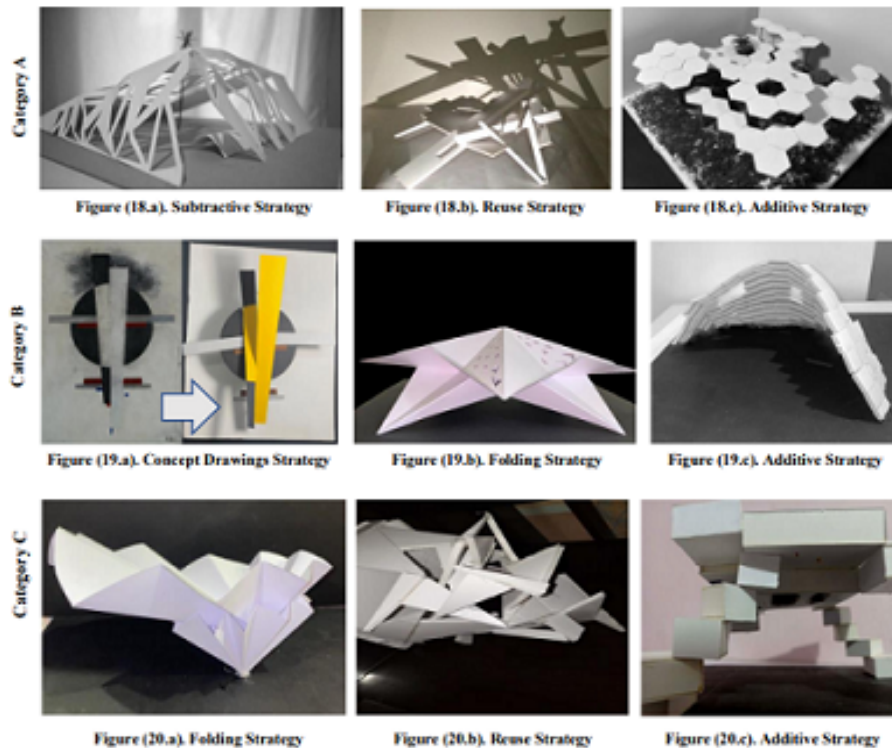 Category A
Figure (18.a). Subtractive Strategy
Figure (18.b). Reuse Strategy
Figure (18.c). Additive Strategy
Category B
Figure (19.a). Concept Drawings Strategy
Figure (19.b). Folding Strategy
Figure (19.c). Additive Strategy
Category C
Figure (20.a). Folding Strategy
Figure (20.b). Reuse Strategy
Figure (20.c). Additive Strategy